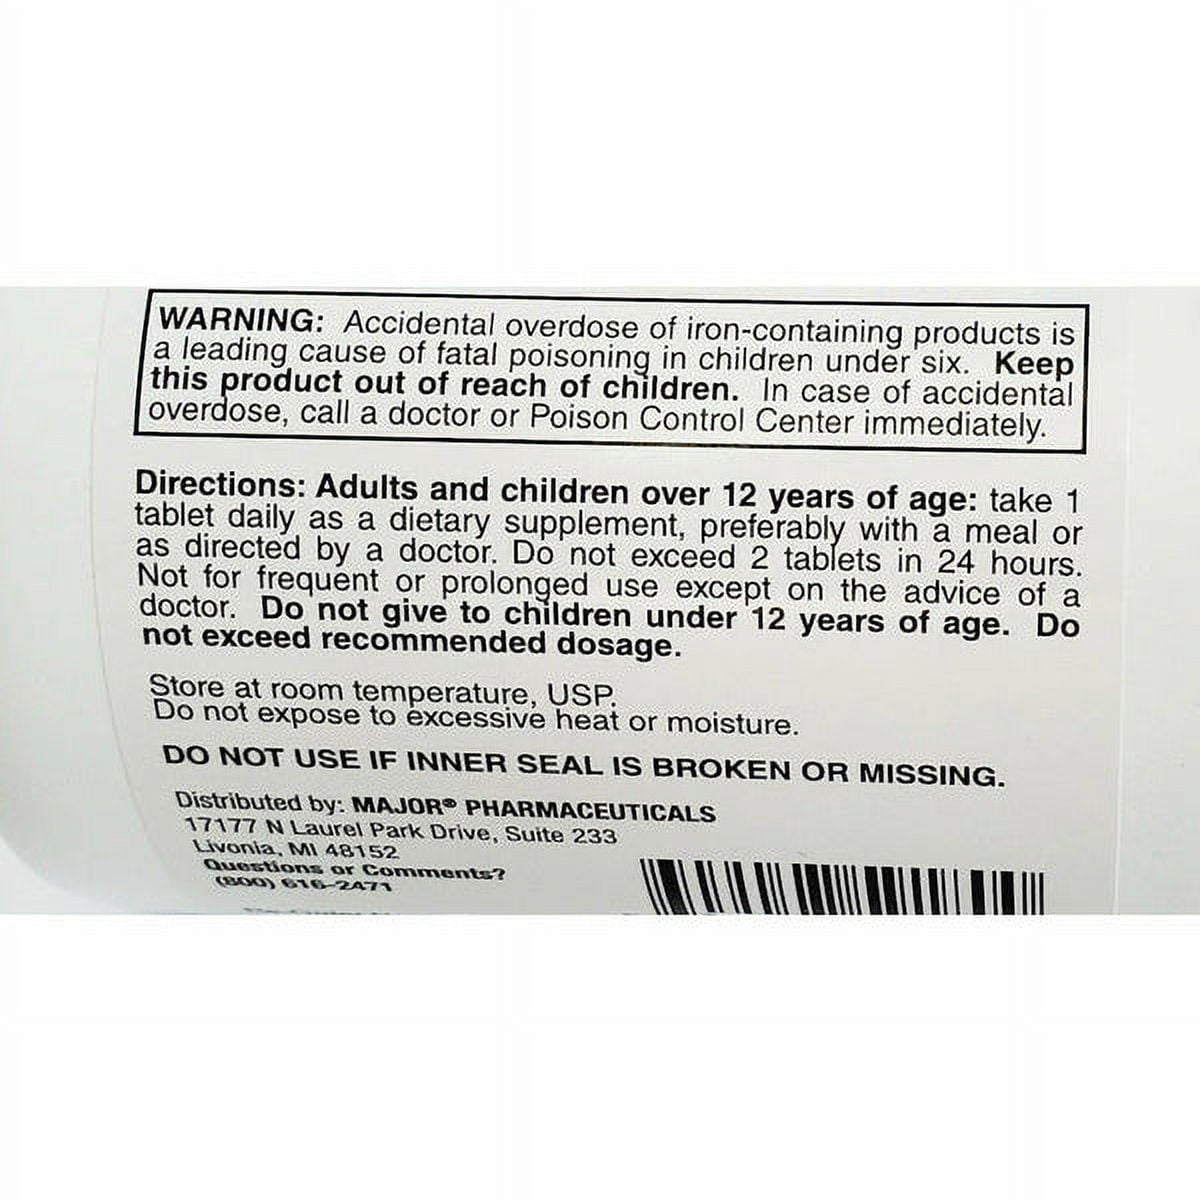 WARNING: Accidental overdose of iron-containing products is
a leading cause of fatal poisoning in children under six. Keep
this product out of reach of children. In case of accidental
overdose, call a doctor or Poison Control Center immediately.
Directions: Adults and children over 12 years of age: take 1
tablet daily as a dietary supplement, preferably with a meal or
as directed by a doctor. Do not exceed 2 tablets in 24 hours.
Not for frequent or prolonged use except on the advice of a
doctor. Do not give to children under 12 years of age. Do
not exceed recommended dosage.
Store at room temperature, USP.
Do not expose to excessive heat or moisture.
DO NOT USE IF INNER SEAL IS BROKEN OR MISSING.
Distributed by: MAJOR® PHARMACEUTICALS
17177 N Laurel Park Drive, Suite 233
Livonia, MI 48152
Questions or Comments?
(800) 616-2471